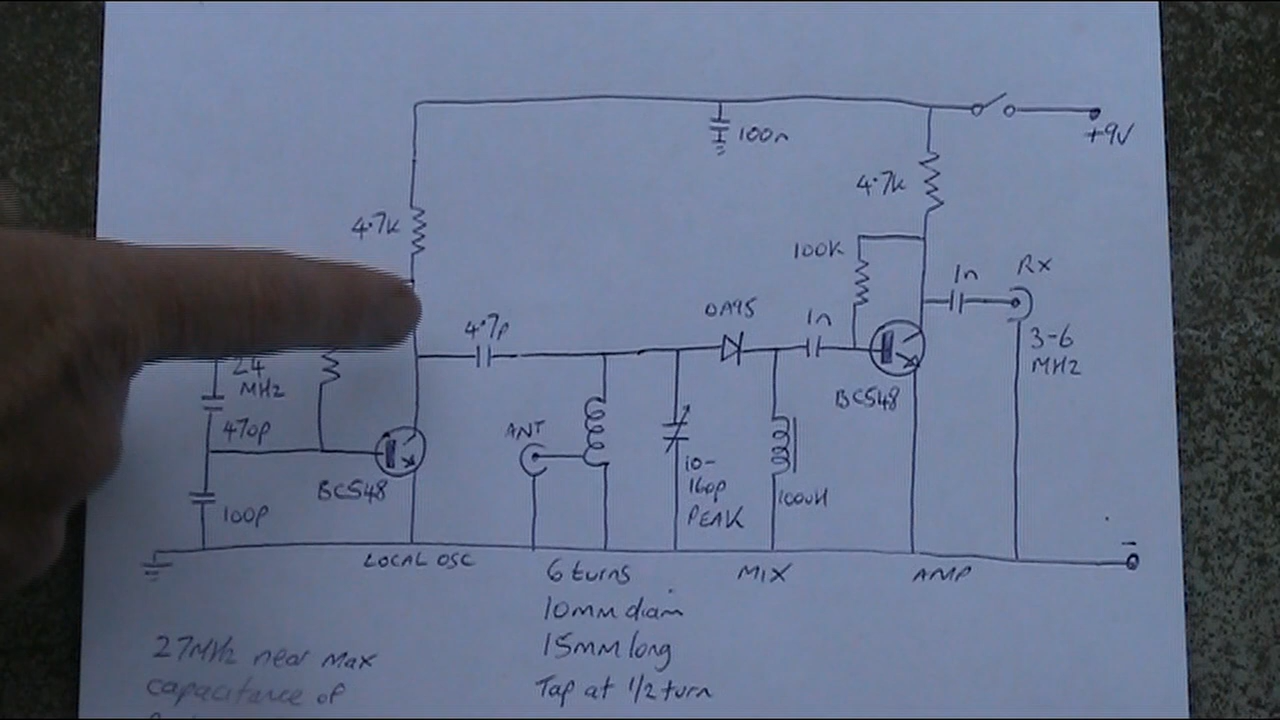 100n
+9V
4.7k
4.7k
100K
1n
Rx
OA95
1n
4.7p
3-6
MHz
24
MHz
BC548
470p
ANT
10-
160p
PEAK
BC548
100uH
100p
LOCAL OSC
6 turns
MIX
AMP
10mm diam
15mm long
Tap at 1/2 turn
27MHz near max
capacitance of